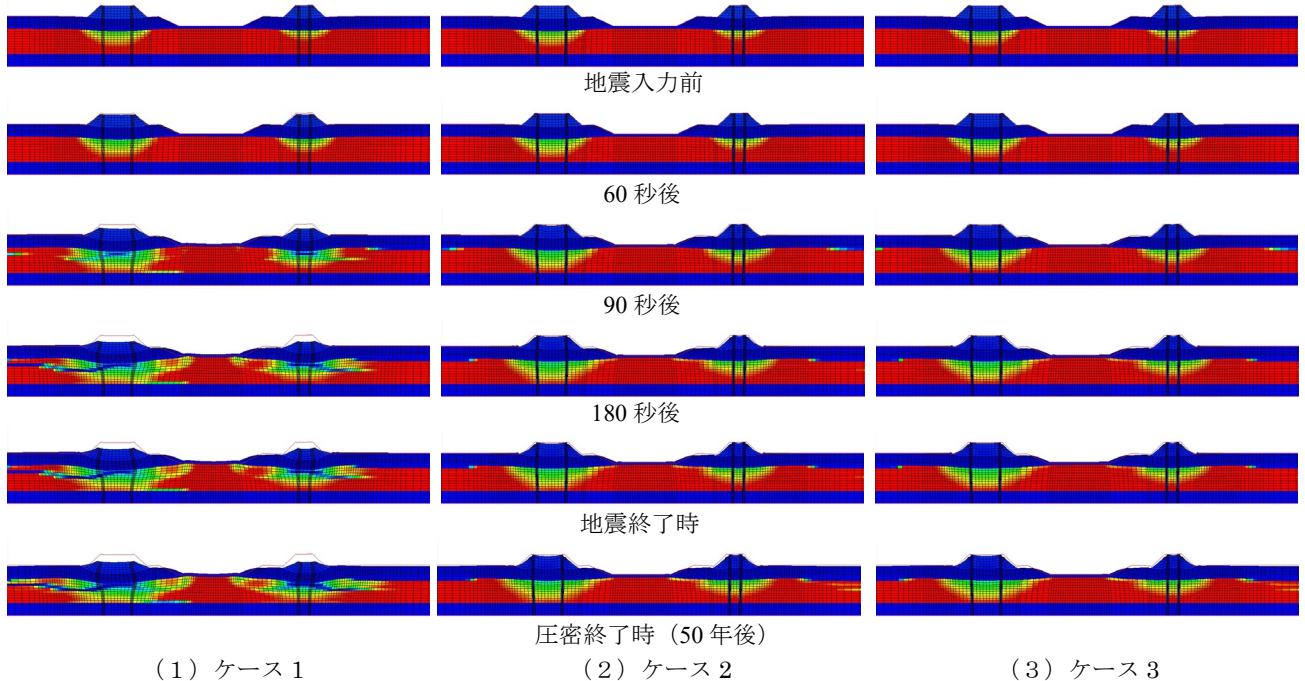 地震入力前
60 秒後
90 秒後
180 秒後
地震終了時
圧密終了時（50 年後）
（１）ケース 1
（２）ケース 2
（３）ケース 3